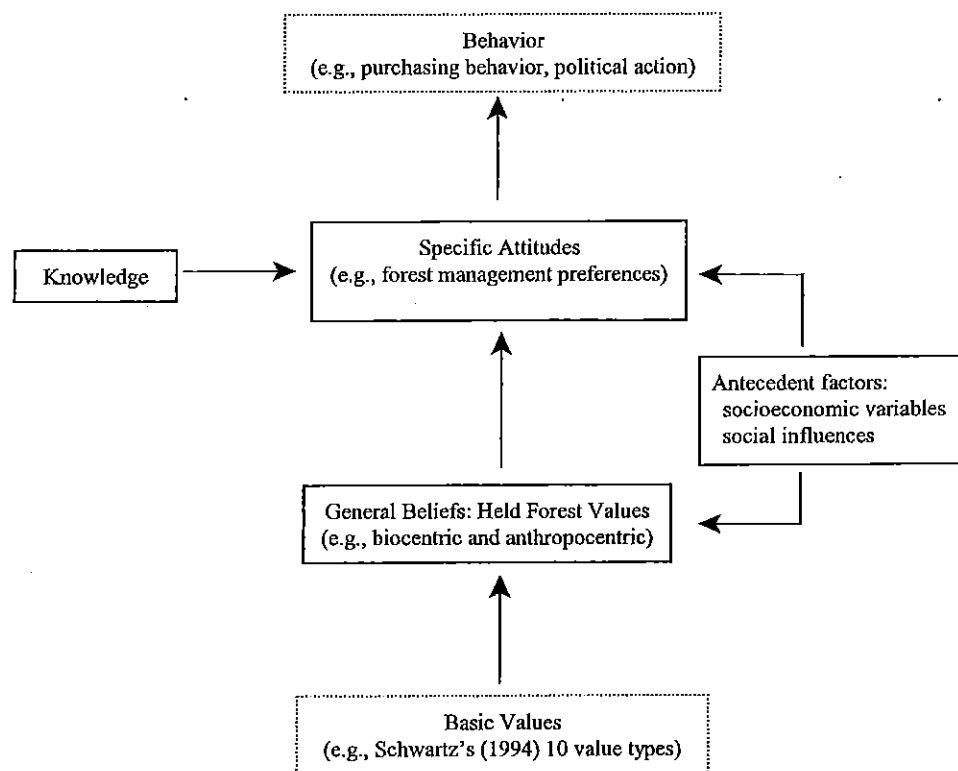 Behavior
(e.g., purchasing behavior, political action)
Specific Attitudes
(e.g., forest management preferences)
Knowledge
Antecedent factors:
socioeconomic variables
social influences
General Beliefs: Held Forest Values
(e.g., biocentric and anthropocentric)
Basic Values
(e.g., Schwartz's (1994) 10 value types)